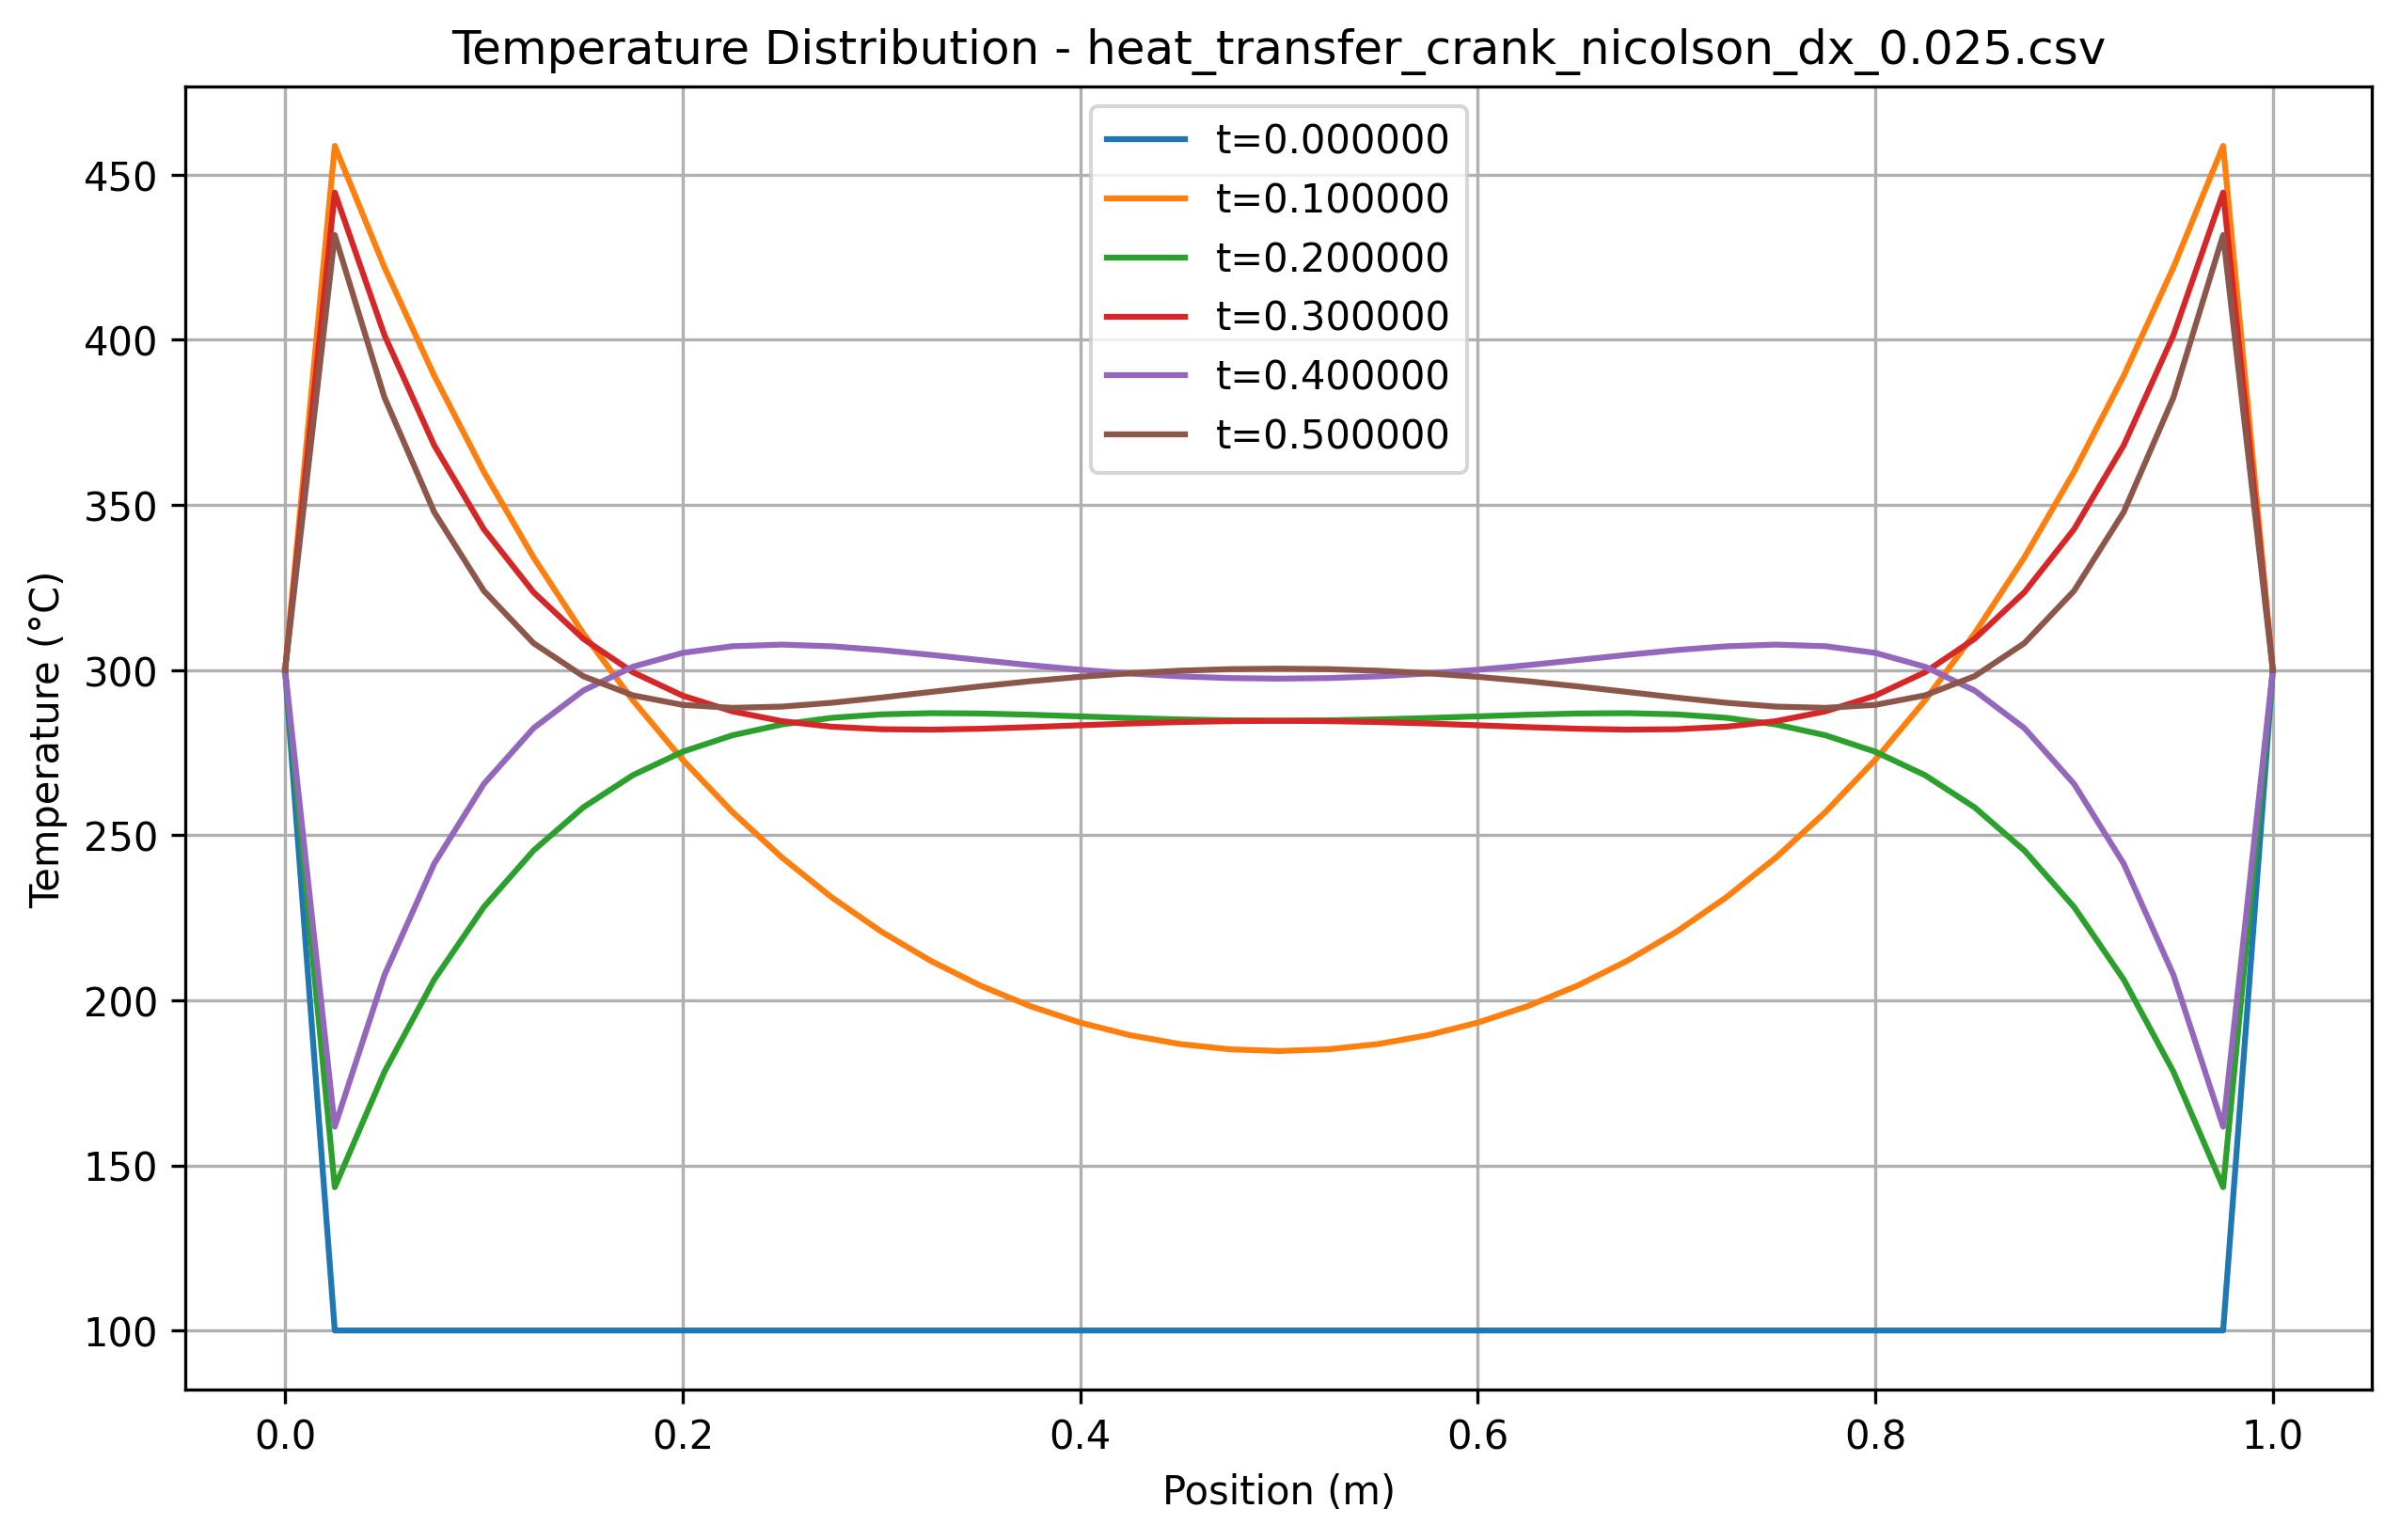 Temperature Distribution - heat_transfer_crank_nicolson_dx_0.025.csv
t=0.000000
t=0.100000
t=0.200000
t=0.300000
t=0.400000
t=0.500000
Temperature (°C)
450
400
350
300
250
200
150
100
0.0 0.2 0.4 0.6 0.8 1.0
Position (m)